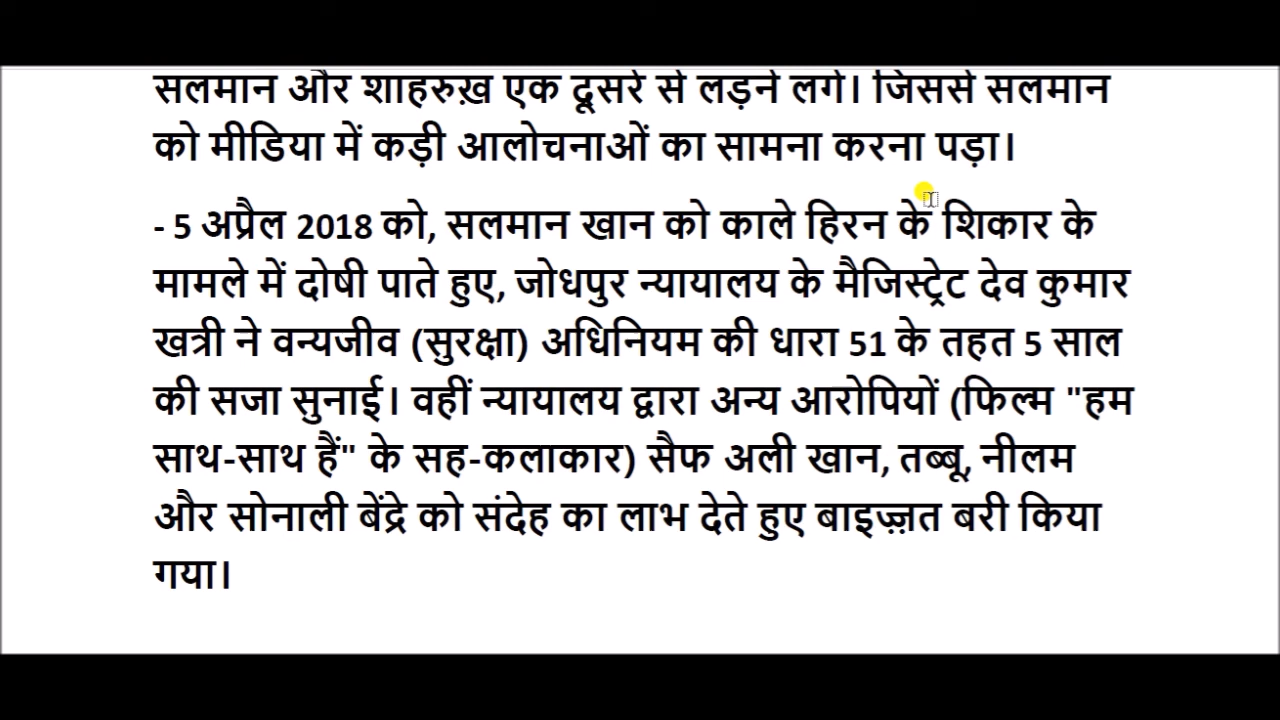 सलमान और शाहरुख़ एक दूसरे से लड़ने लगे। जिससे सलमान
को मीडिया में कड़ी आलोचनाओं का सामना करना पड़ा।
- 5 अप्रैल 2018 को, सलमान खान को काले हिरन के शिकार के
मामले में दोषी पाते हुए, जोधपुर न्यायालय के मैजिस्ट्रेट देव कुमार
खत्री ने वन्यजीव (सुरक्षा) अधिनियम की धारा 51 के तहत 5 साल
की सजा सुनाई। वहीं न्यायालय द्वारा अन्य आरोपियों (फिल्म "हम
साथ-साथ हैं" के सह-कलाकार) सैफ अली खान, तब्बू, नीलम
और सोनाली बेंद्रे को संदेह का लाभ देते हुए बाइज़्ज़त बरी किया
गया।